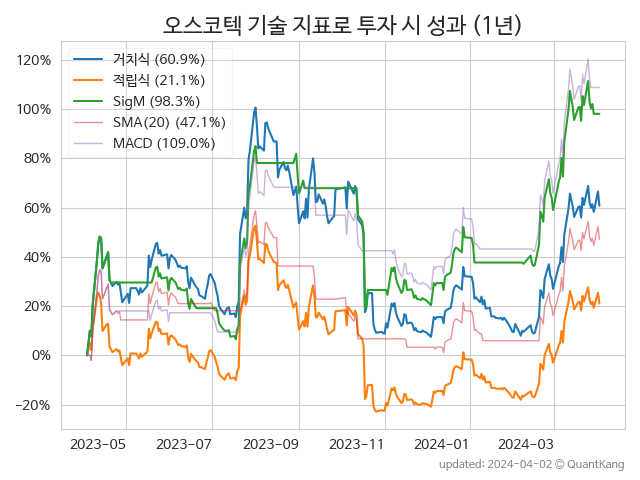 오스코텍 기술 지표로 투자 시 성과 (1년)
120%
100%
80%
60%
40%
20%
0%
−20%
거치식 (60.9%)
적립식 (21.1%)
SigM (98.3%)
SMA(20) (47.1%)
MACD (109.0%)
2023-05
2023-07
2023-09
2023-11
2024-01
2024-03
updated: 2024-04-02 © QuantKang